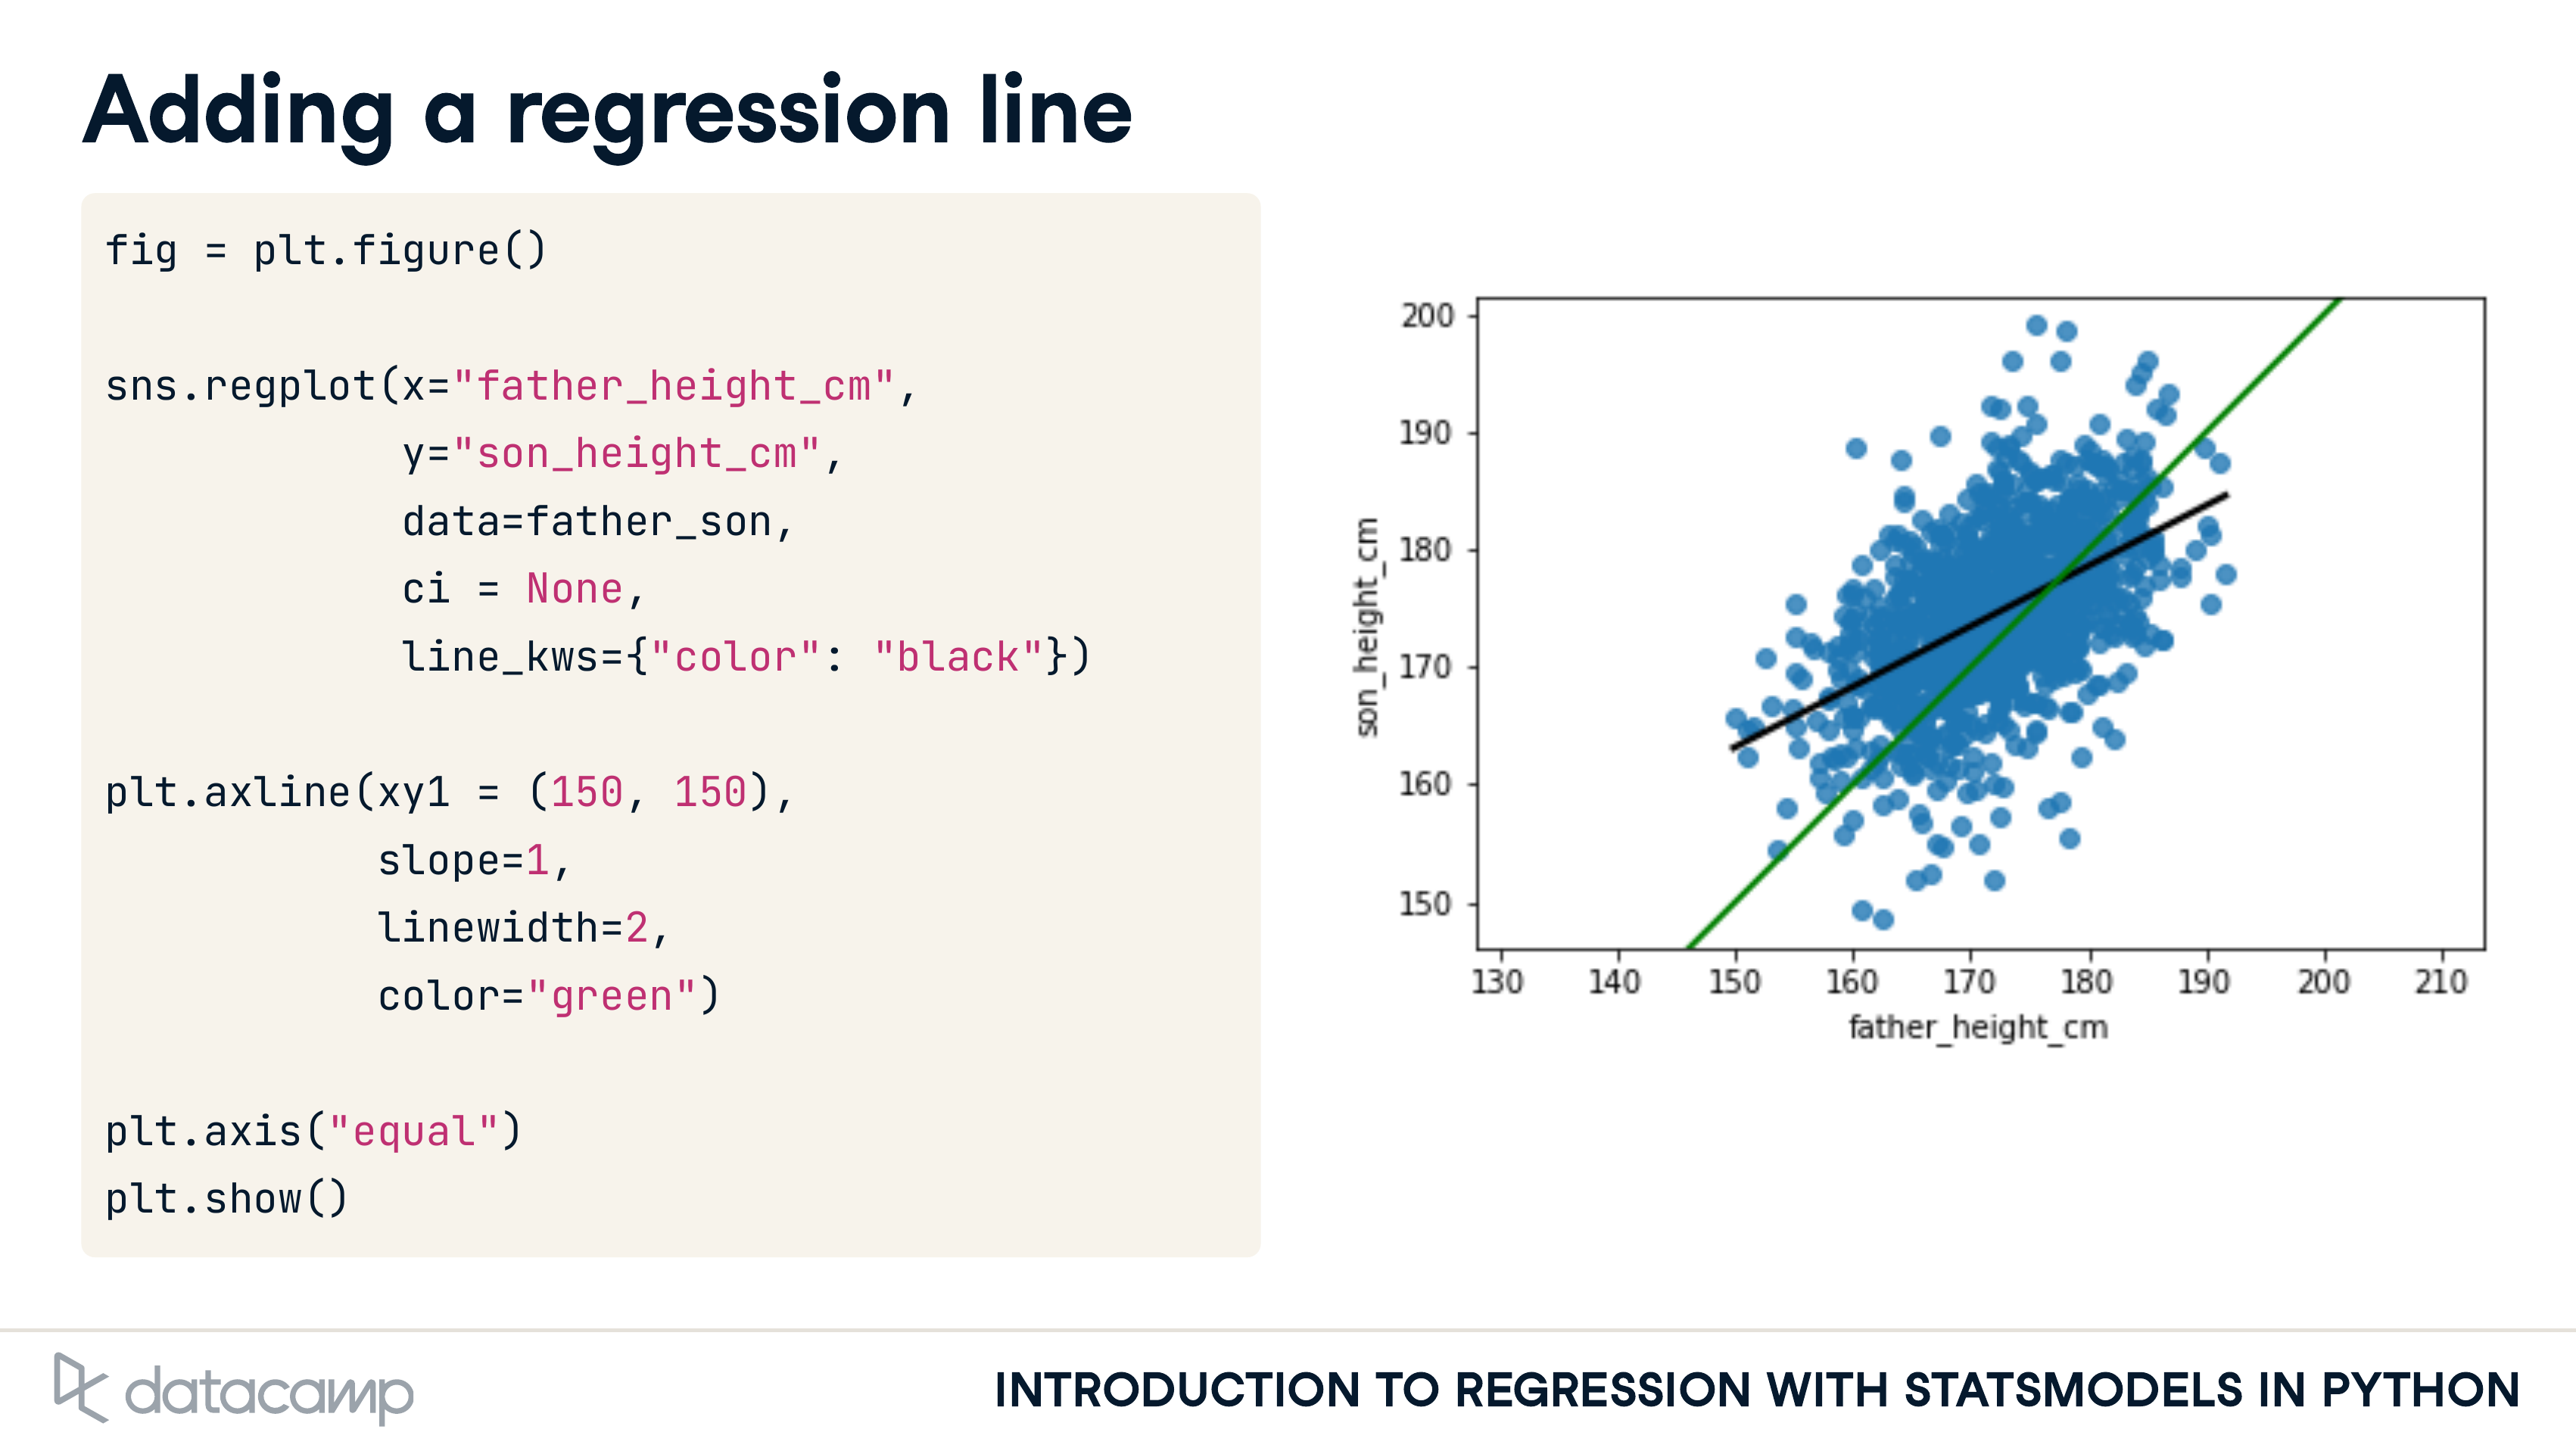 Adding a regression line
fig = plt.figure()
sns.regplot(x="father_height_cm",
y="son_height_cm",
data=father_son,
ci = None,
line_kws={"color": "black"})
plt.axline(xy1 = (150, 150),
slope=1,
linewidth=2,
color="green")
plt.axis("equal")
plt.show()
200
190
180
170
160
150
son_height_cm
130 140 150 160 170 180 190 200 210
father_height_cm
datacamp
INTRODUCTION TO REGRESSION WITH STATSMODELS IN PYTHON